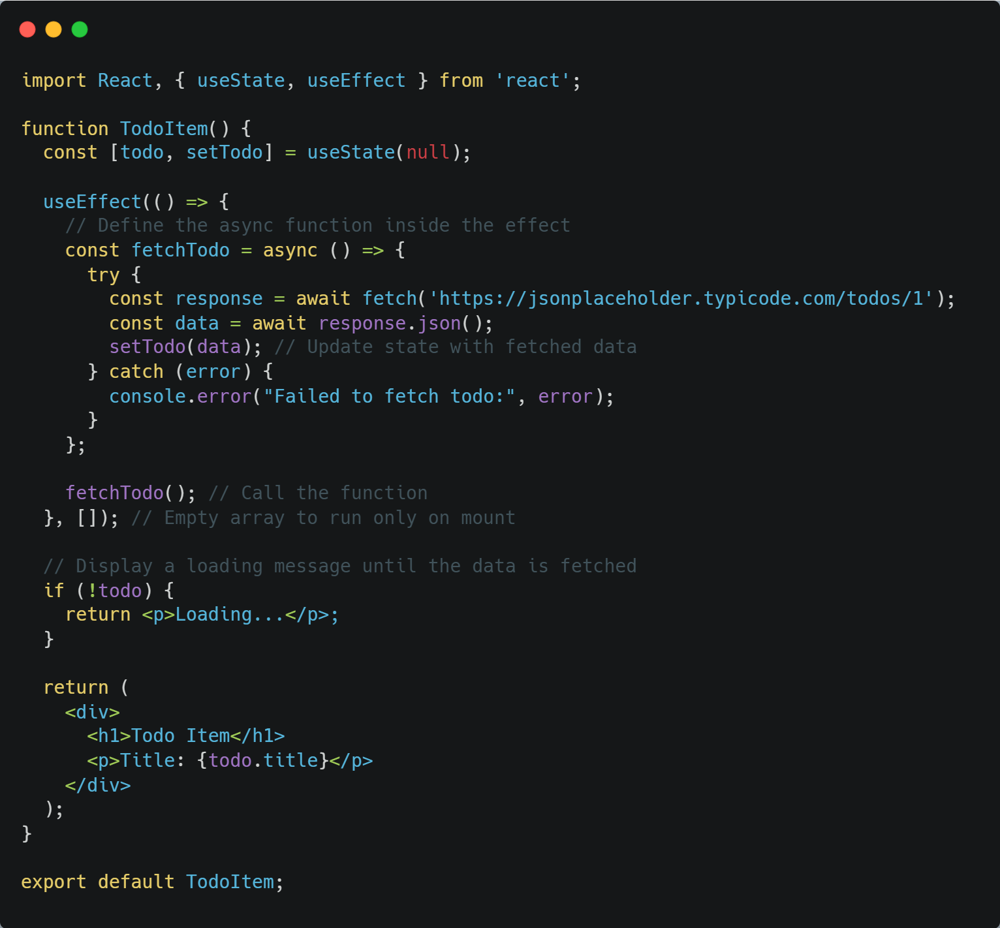 import React, { useState, useEffect } from 'react';

function TodoItem() {
  const [todo, setTodo] = useState(null);

  useEffect(() => {
    // Define the async function inside the effect
    const fetchTodo = async () => {
      try {
        const response = await fetch('https://jsonplaceholder.typicode.com/todos/1');
        const data = await response.json();
        setTodo(data); // Update state with fetched data
      } catch (error) {
        console.error("Failed to fetch todo:", error);
      }
    };

    fetchTodo(); // Call the function
  }, []); // Empty array to run only on mount

  // Display a loading message until the data is fetched
  if (!todo) {
    return <p>Loading...</p>;
  }

  return (
    <div>
      <h1>Todo Item</h1>
      <p>Title: {todo.title}</p>
    </div>
  );
}

export default TodoItem;